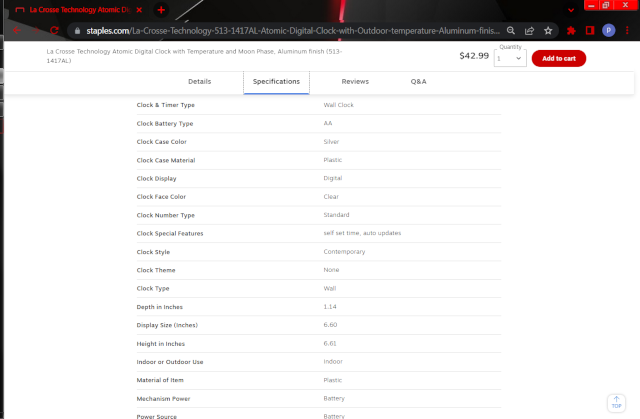 La Crosse Technology Atomic Di
staples.com/La-Crosse-Technology-513-1417AL-Atomic-Digital-Clock-with-Outdoor-temperature-Aluminum-finis...
P
La Crosse Technology Atomic Digital Clock with Temperature and Moon Phase, Aluminum finish (513-
1417AL)
$42.99
Quantity
1
Add to cart
Details Specifications Reviews Q&A
Clock & Timer Type Wall Clock
Clock Battery Type AA
Clock Case Color Silver
Clock Case Material Plastic
Clock Display Digital
Clock Face Color Clear
Clock Number Type Standard
Clock Special Features self set time, auto updates
Clock Style Contemporary
Clock Theme None
Clock Type Wall
Depth in Inches 1.14
Display Size (Inches) 6.60
Height in Inches 6.61
Indoor or Outdoor Use Indoor
Material of Item Plastic
Mechanism Power Battery
Power Source Battery
TOP